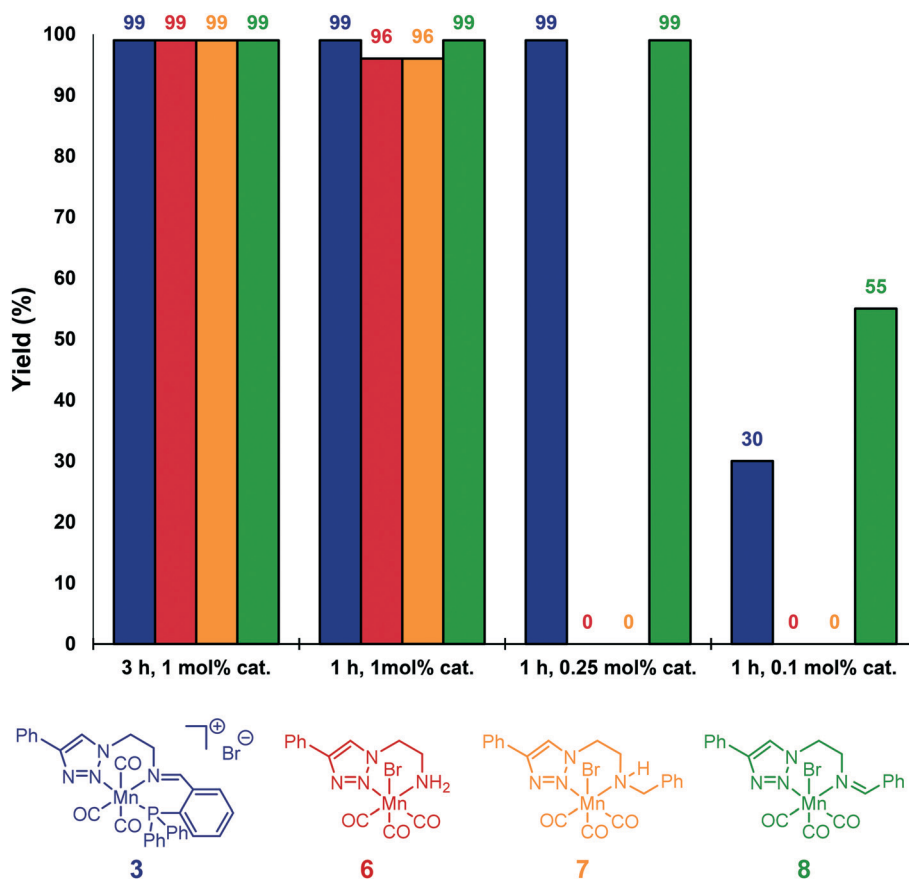 99 99 99 99 99 96 96 99 99 99
100
90
80
70
60
50
40
30
20
10
0
Yield (%)
0 0
30 0 0 55
3 h, 1 mol% cat. 1 h, 1mol% cat. 1 h, 0.25 mol% cat. 1 h, 0.1 mol% cat.
Ph N N N N CO Mn CO CO P Ph Ph + Br −
Ph N N N Br NH2 Mn OC CO CO
Ph N N N Br N H Ph Mn OC CO CO
Ph N N N Br N Ph Mn OC CO CO
3 6 7 8